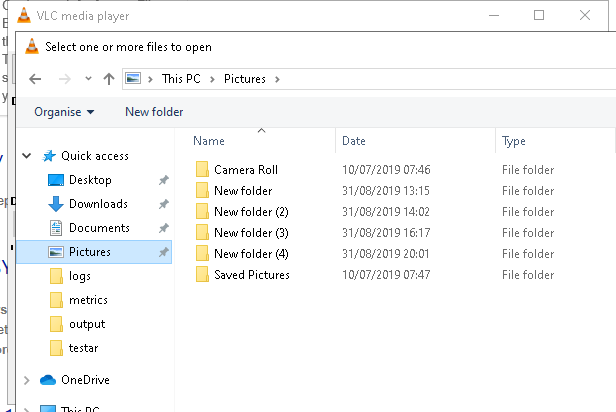 VLC media player
Select one or more files to open
This PC > Pictures >
Organise New folder
Name Date Type
Quick access
Desktop
Downloads
Documents
Pictures
logs
metrics
output
testar
OneDrive
This PC
Camera Roll 10/07/2019 07:46 File folder
New folder 31/08/2019 13:15 File folder
New folder (2) 31/08/2019 14:02 File folder
New folder (3) 31/08/2019 16:17 File folder
New folder (4) 31/08/2019 20:01 File folder
Saved Pictures 10/07/2019 07:47 File folder